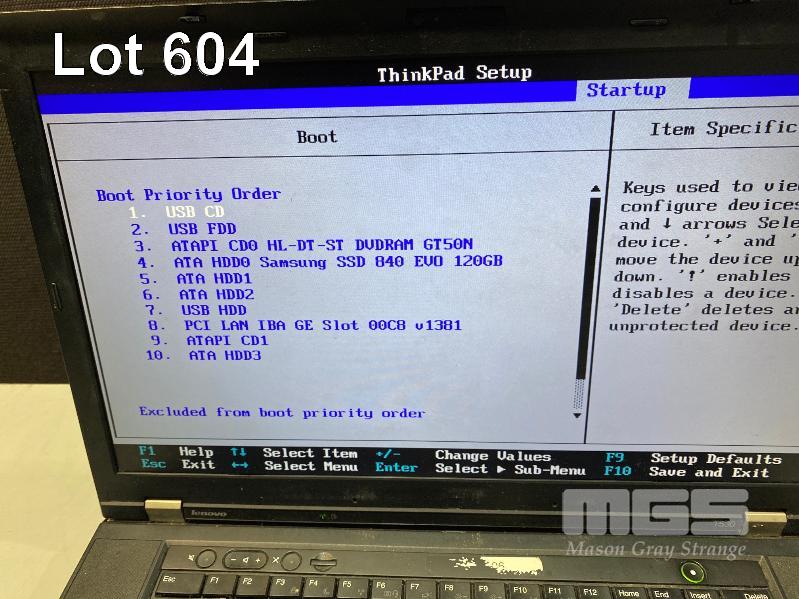 Lot 604
ThinkPad Setup
Startup
Boot
Item Specific
Boot Priority Order
1. USB CD
2. USB FDD
3. ATAPI CD0 HL-DT-ST DVDRAM GT50N
4. ATA HDD0 Samsung SSD 840 EVO 120GB
5. ATA HDD1
6. ATA HDD2
7. USB HDD
8. PCI LAN IBA GE Slot 00C8 v1381
9. ATAPI CD1
10. ATA HDD3
Excluded from boot priority order
Keys used to vie
configure devices
and ↓ arrows Sele
device. '+' and '
move the device up
down. '!' enables
disables a device.
'Delete' deletes an
unprotected device.
F1 Help ↑↓ Select Item +/- Change Values F9 Setup Defaults
Esc Exit ←→ Select Menu Enter Select ▶ Sub-Menu F10 Save and Exit
lenovo
MGS
Mason Gray Strange
Esc F1 F2 F3 F4 F5 F6 F7 F8 F9 F10 F11 F12 Home End Insert Delete